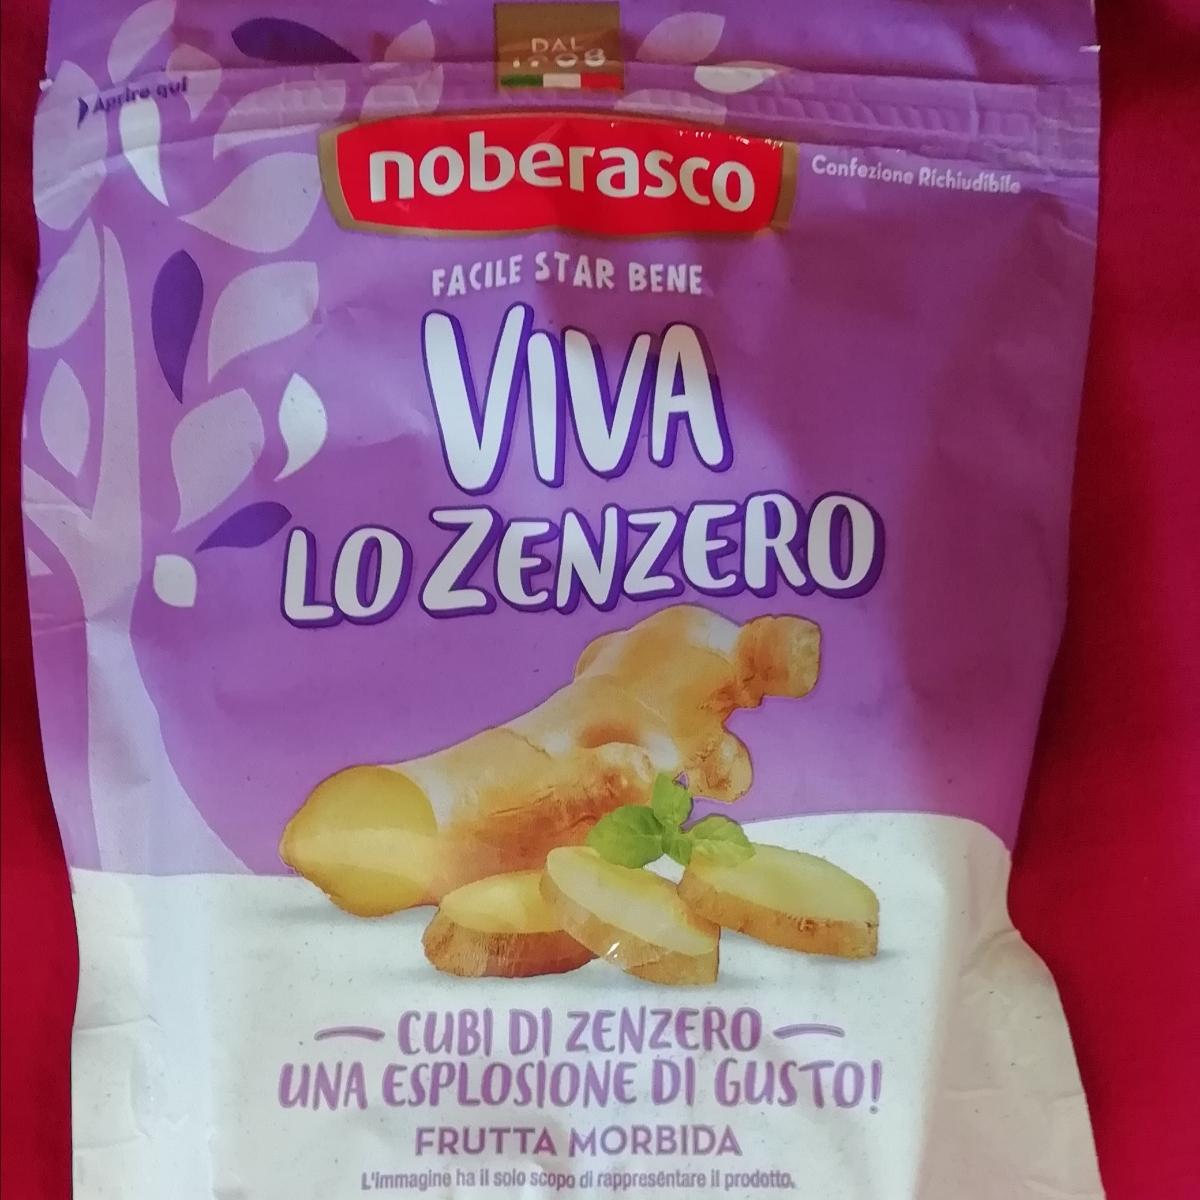 DAL
1908
Aprire qui
noberasco
Confezione Richiudibile
FACILE STAR BENE
VIVA
LO ZENZERO
CUBI DI ZENZERO
UNA ESPLOSIONE DI GUSTO!
FRUTTA MORBIDA
L'immagine ha il solo scopo di rappresentare il prodotto.